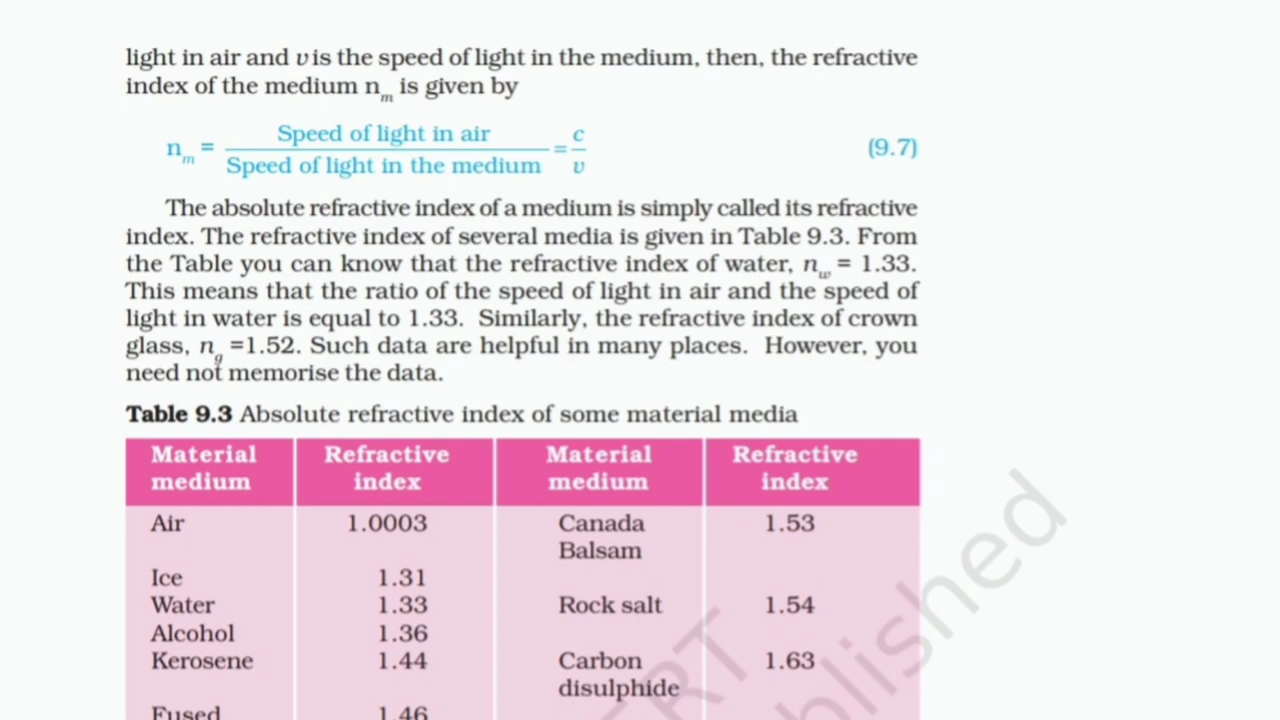 light in air and v is the speed of light in the medium, then, the refractive
index of the medium nm is given by
nm = Speed of light in air / Speed of light in the medium = c / v (9.7)
The absolute refractive index of a medium is simply called its refractive
index. The refractive index of several media is given in Table 9.3. From
the Table you can know that the refractive index of water, nw = 1.33.
This means that the ratio of the speed of light in air and the speed of
light in water is equal to 1.33. Similarly, the refractive index of crown
glass, ng =1.52. Such data are helpful in many places. However, you
need not memorise the data.
Table 9.3 Absolute refractive index of some material media
Material Refractive Material Refractive
medium index medium index
Air 1.0003 Canada 1.53
Balsam
Ice 1.31
Water 1.33 Rock salt 1.54
Alcohol 1.36
Kerosene 1.44 Carbon 1.63
disulphide
Fused 1.46